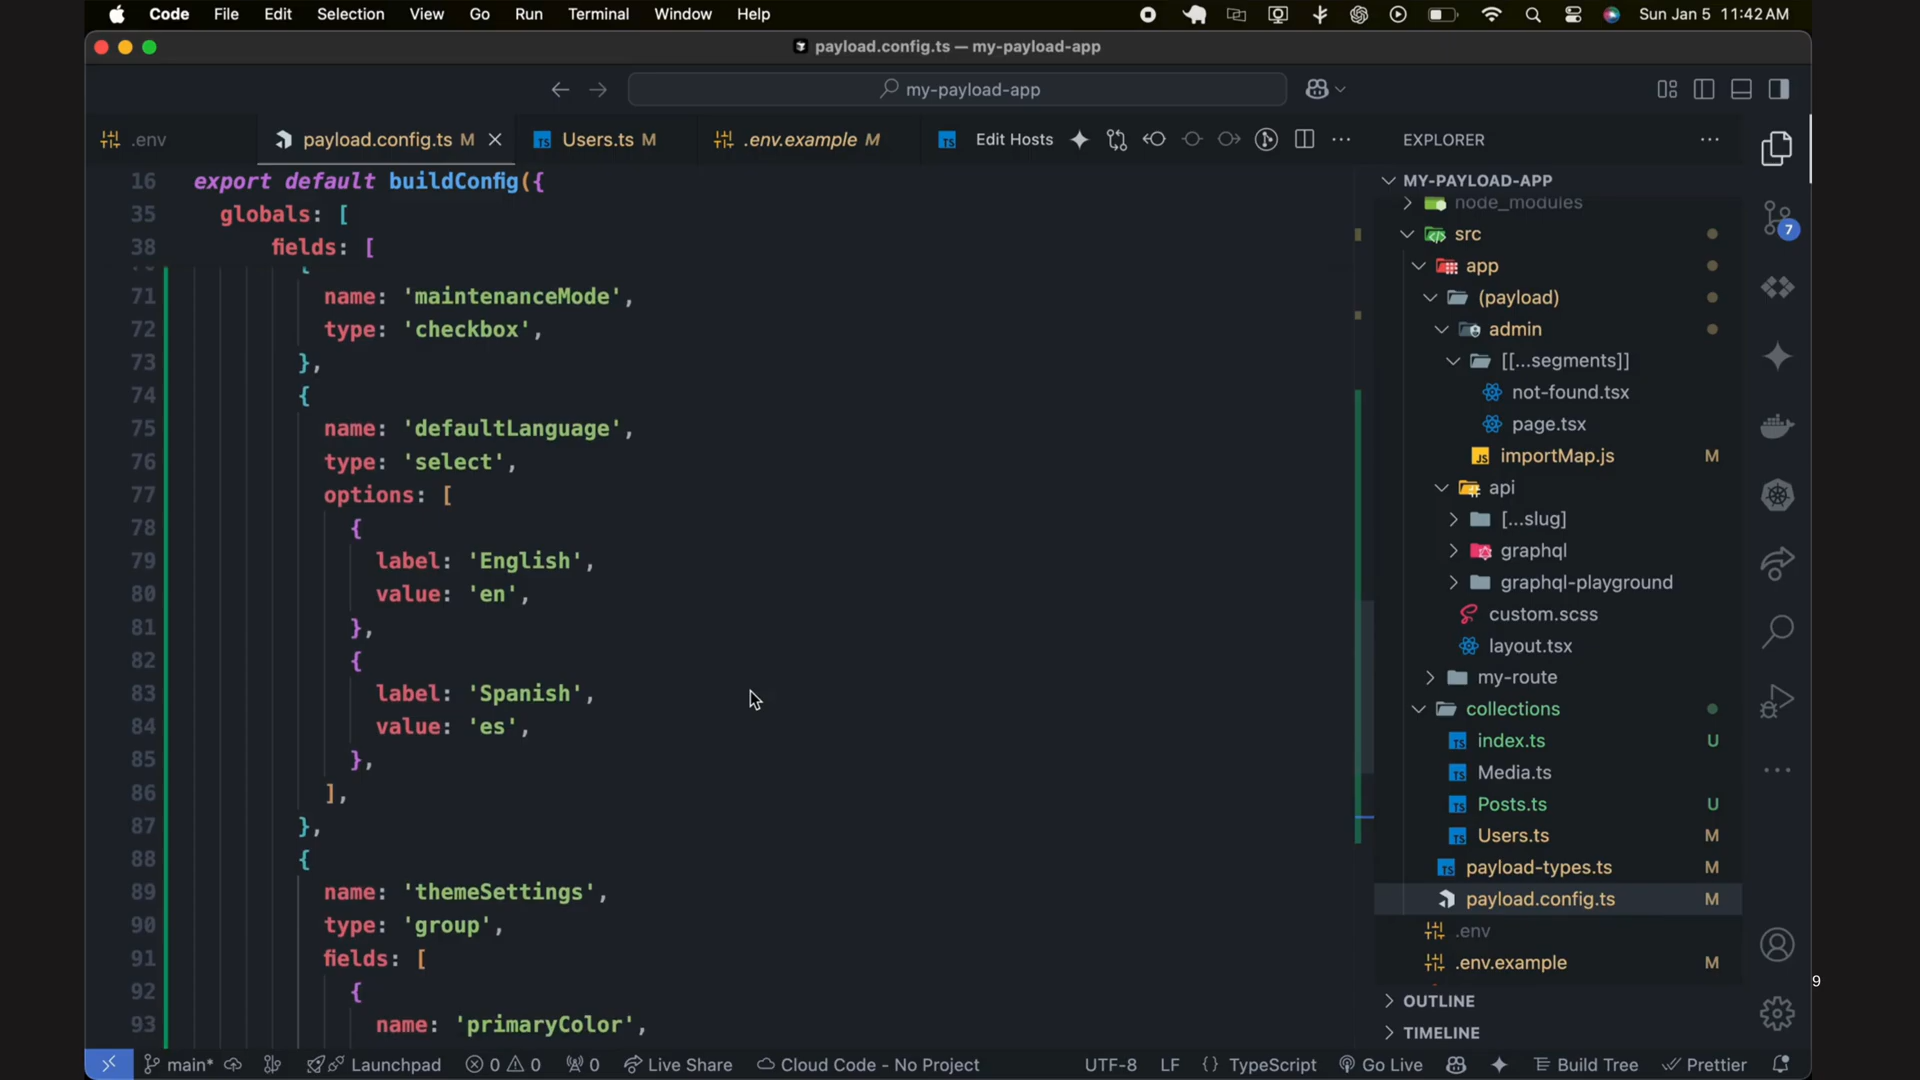 Code File Edit Selection View Go Run Terminal Window Help Sun Jan 5 11:42 AM
payload.config.ts — my-payload-app
my-payload-app
.env payload.config.ts M Users.ts M .env.example M Edit Hosts
16 export default buildConfig({
35 globals: [
38 fields: [
71 name: 'maintenanceMode',
72 type: 'checkbox',
73 },
74 {
75 name: 'defaultLanguage',
76 type: 'select',
77 options: [
78 {
79 label: 'English',
80 value: 'en',
81 },
82 {
83 label: 'Spanish',
84 value: 'es',
85 },
86 ],
87 },
88 {
89 name: 'themeSettings',
90 type: 'group',
91 fields: [
92 {
93 name: 'primaryColor',
EXPLORER
MY-PAYLOAD-APP
node_modules
src
app
(payload)
admin
[[...segments]]
not-found.tsx
page.tsx
importMap.js M
api
[...slug]
graphql
graphql-playground
custom.scss
layout.tsx
my-route
collections
index.ts U
Media.ts
Posts.ts U
Users.ts M
payload-types.ts M
payload.config.ts M
.env
.env.example M
OUTLINE
TIMELINE
7
9
main* Launchpad 0 0 0 Live Share Cloud Code - No Project UTF-8 LF {} TypeScript Go Live Build Tree Prettier